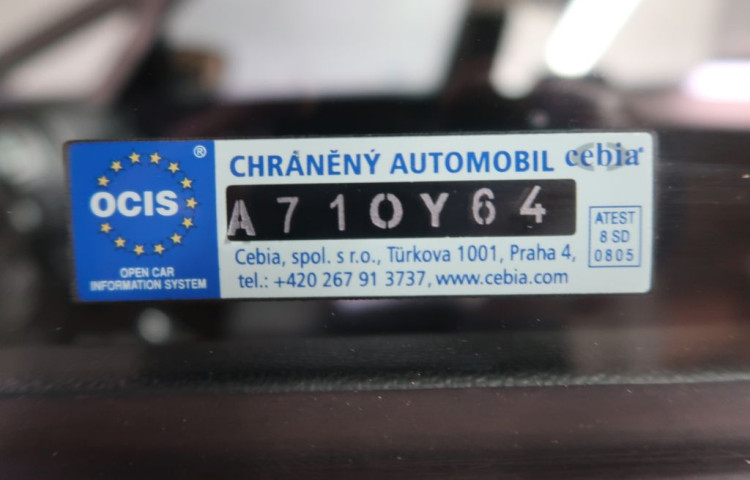 OCIS®
OPEN CAR
INFORMATION SYSTEM
CHRÁNĚNÝ AUTOMOBIL
cebia®
A71OY64
Cebia, spol. s r.o., Türkova 1001, Praha 4,
tel.: +420 267 91 3737, www.cebia.com
ATEST
8 SD
0805